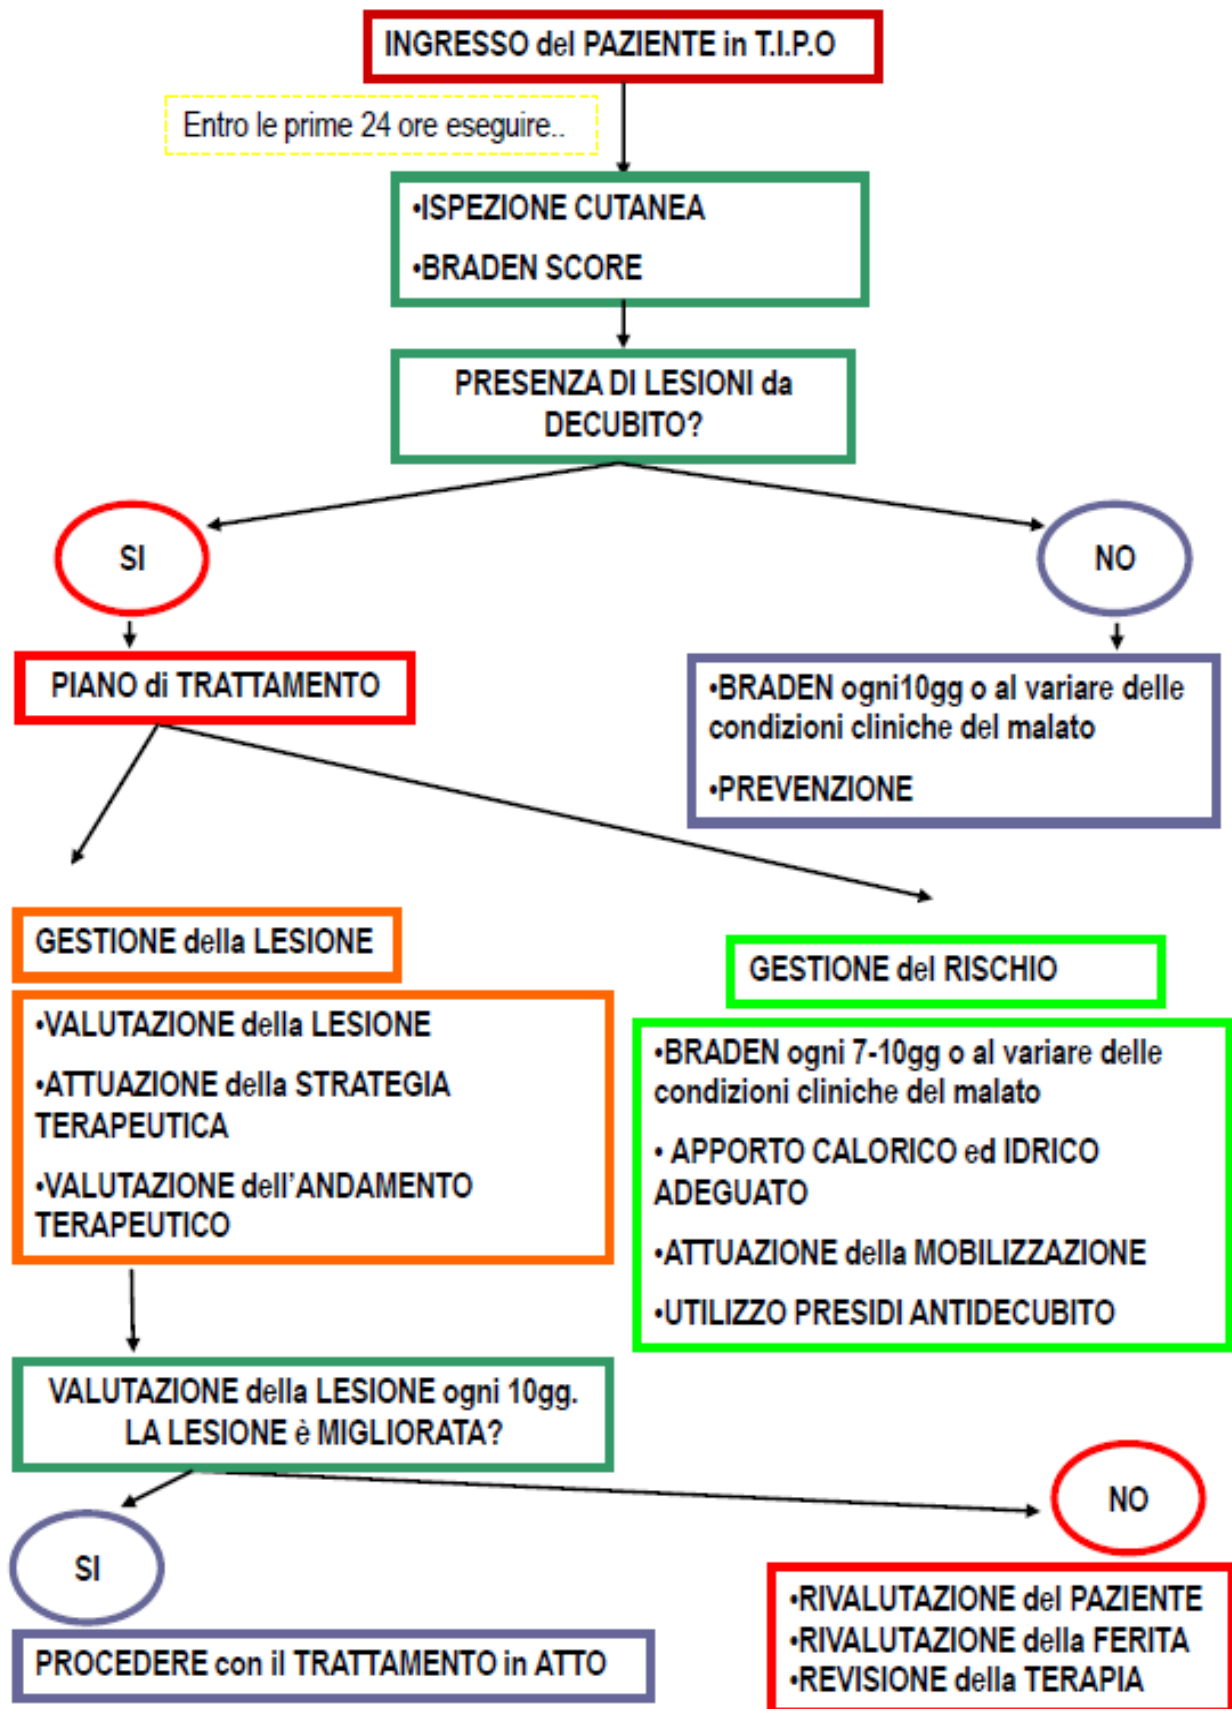 INGRESSO del PAZIENTE in T.I.P.O
Entro le prime 24 ore eseguire..
•ISPEZIONE CUTANEA
•BRADEN SCORE
PRESENZA DI LESIONI da
DECUBITO?
SI
NO
PIANO di TRATTAMENTO
•BRADEN ogni10gg o al variare delle
condizioni cliniche del malato
•PREVENZIONE
GESTIONE della LESIONE
•VALUTAZIONE della LESIONE
•ATTUAZIONE della STRATEGIA
TERAPEUTICA
•VALUTAZIONE dell'ANDAMENTO
TERAPEUTICO
GESTIONE del RISCHIO
•BRADEN ogni 7-10gg o al variare delle
condizioni cliniche del malato
• APPORTO CALORICO ed IDRICO
ADEGUATO
•ATTUAZIONE della MOBILIZZAZIONE
•UTILIZZO PRESIDI ANTIDECUBITO
VALUTAZIONE della LESIONE ogni 10gg.
LA LESIONE è MIGLIORATA?
SI
NO
PROCEDERE con il TRATTAMENTO in ATTO
•RIVALUTAZIONE del PAZIENTE
•RIVALUTAZIONE della FERITA
•REVISIONE della TERAPIA